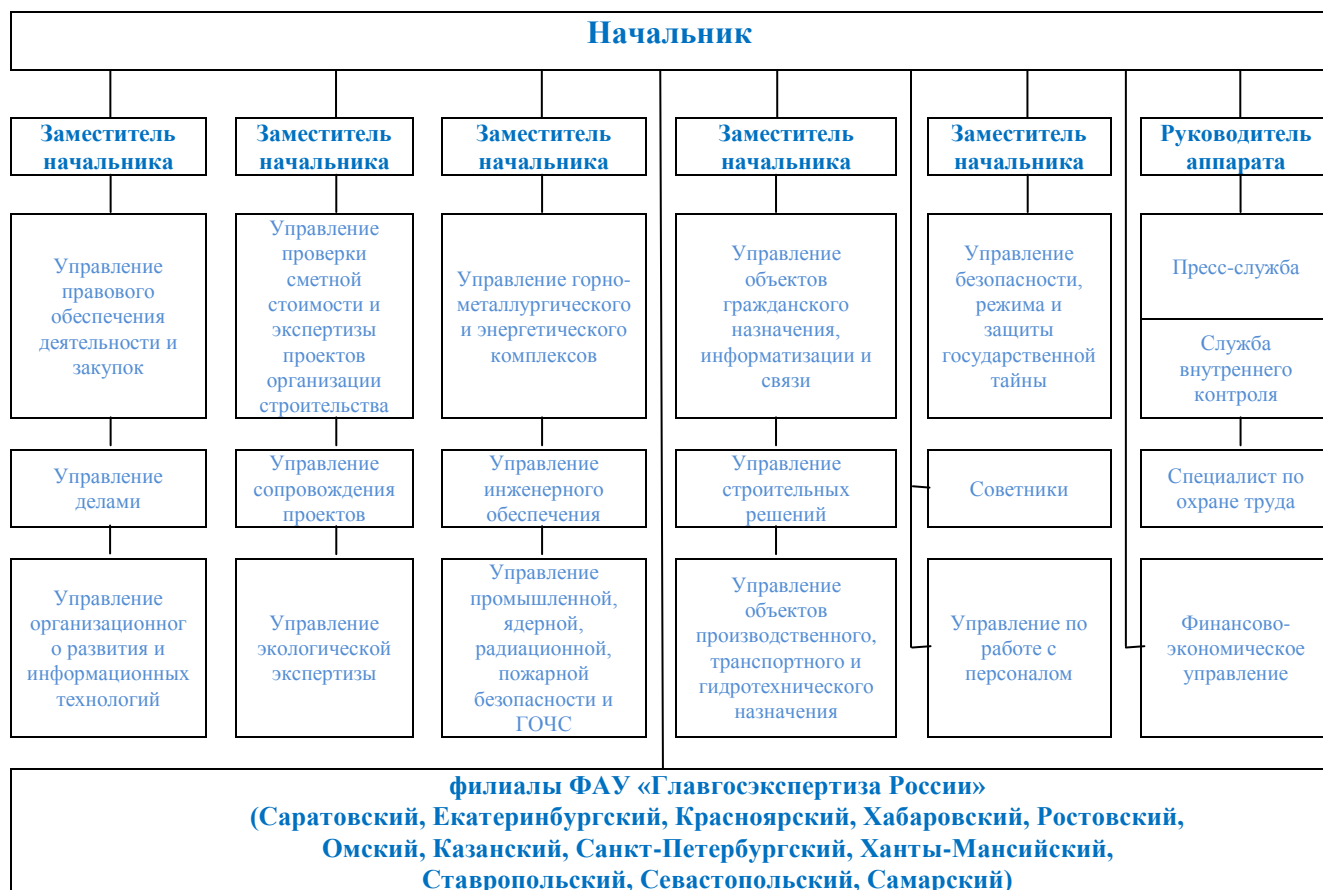 Начальник
Заместитель
начальника
Заместитель
начальника
Заместитель
начальника
Заместитель
начальника
Заместитель
начальника
Руководитель
аппарата
Управление
правового
обеспечения
деятельности и
закупок
Управление
проверки
сметной
стоимости и
экспертизы
проектов
организации
строительства
Управление горно-
металлургического
и энергетического
комплексов
Управление
объектов
гражданского
назначения,
информатизации и
связи
Управление
безопасности,
режима и
защиты
государственной
тайны
Пресс-служба
Служба
внутреннего
контроля
Управление
делами
Управление
сопровождения
проектов
Управление
инженерного
обеспечения
Управление
строительных
решений
Советники
Специалист по
охране труда
Управление
организационног
о развития и
информационных
технологий
Управление
экологической
экспертизы
Управление
промышленной,
ядерной,
радиационной,
пожарной
безопасности и
ГОЧС
Управление
объектов
производственного,
транспортного и
гидротехнического
назначения
Управление по
работе с
персоналом
Финансово-
экономическое
управление
филиалы ФАУ «Главгосэкспертиза России»
(Саратовский, Екатеринбургский, Красноярский, Хабаровский, Ростовский,
Омский, Казанский, Санкт-Петербургский, Ханты-Мансийский,
Ставропольский, Севастопольский, Самарский)